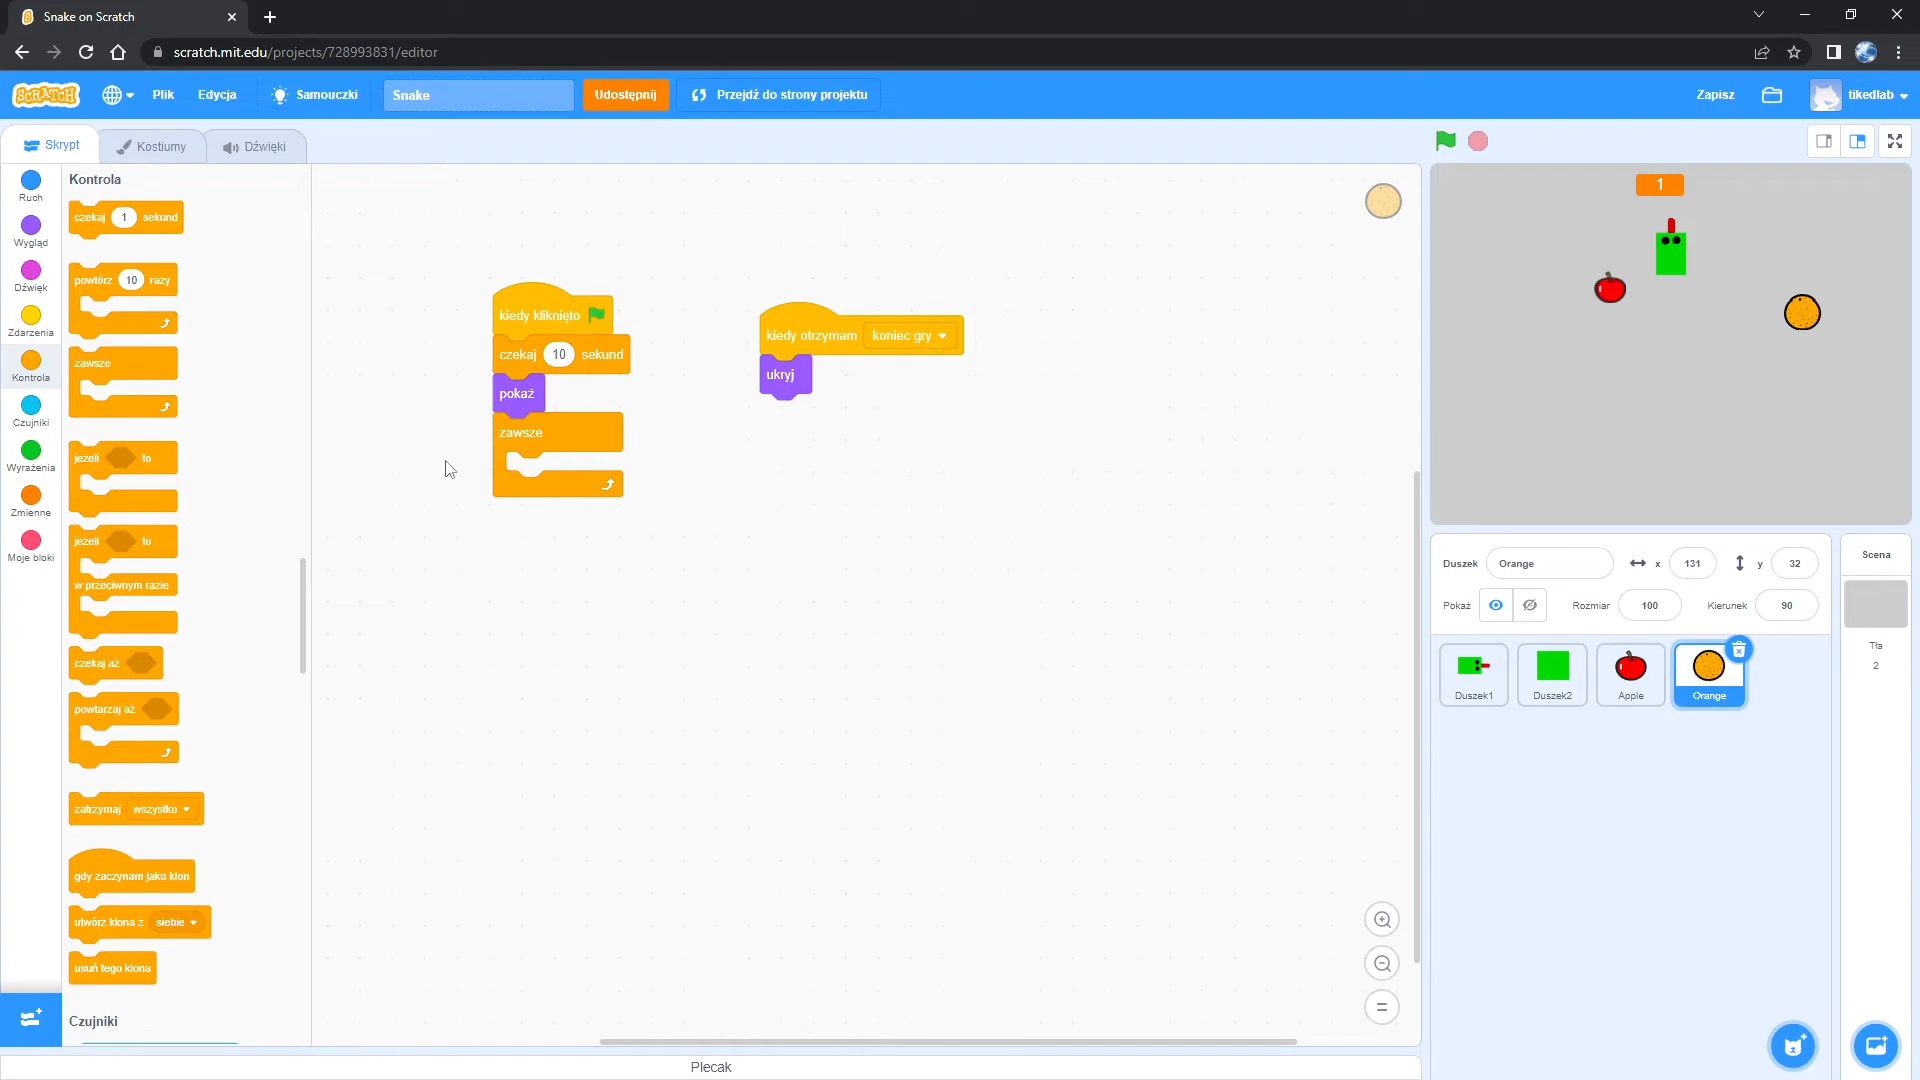 Snake on Scratch
scratch.mit.edu/projects/728993831/editor
SCRATCH
Plik
Edycja
Samouczki
Snake
Udostępnij
Przejdź do strony projektu
Zapisz
tikedlab
Skrypt
Kostiumy
Dźwięki
Ruch
Wygląd
Dźwięk
Zdarzenia
Kontrola
Czujniki
Wyrażenia
Zmienne
Moje bloki
Kontrola
czekaj 1 sekund
powtórz 10 razy
zawsze
jeżeli to
jeżeli to
w przeciwnym razie
czekaj aż
powtarzaj aż
zatrzymaj wszystko
gdy zaczynam jako klon
utwórz klona z siebie
usuń tego klona
Czujniki
kiedy kliknięto
czekaj 10 sekund
pokaż
zawsze
kiedy otrzymam koniec gry
ukryj
Plecak
1
Duszek Orange x 131 y 32
Pokaż Rozmiar 100 Kierunek 90
Duszek1
Duszek2
Apple
Orange
Scena
Tła
2